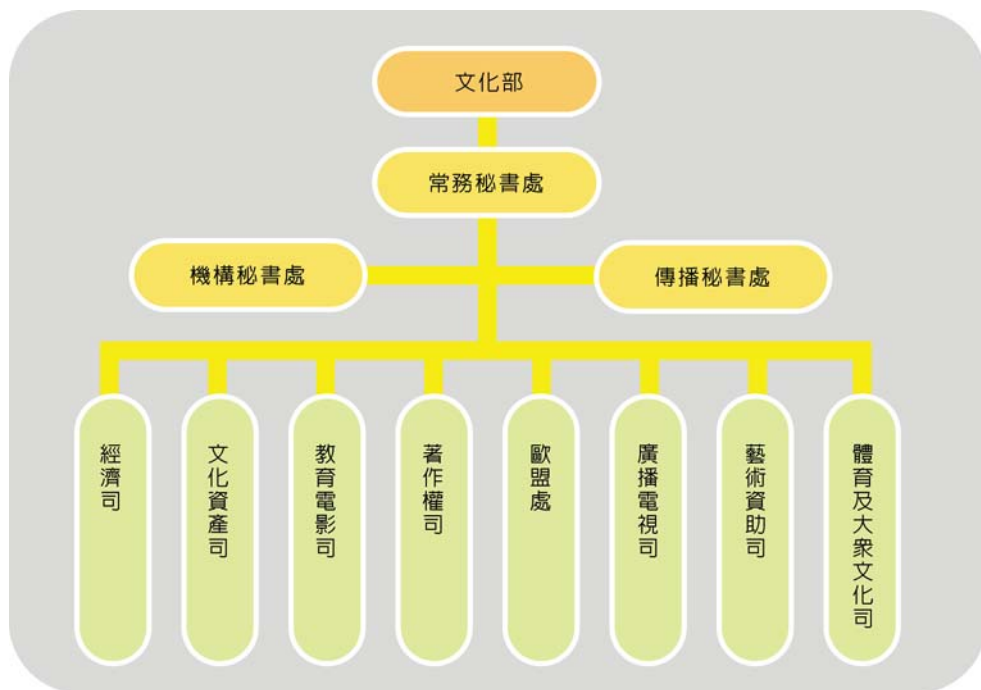 文化部
常務秘書處
機構秘書處
傳播秘書處
經濟司
文化資產司
教育電影司
著作權司
歐盟處
廣播電視司
藝術資助司
體育及大眾文化司